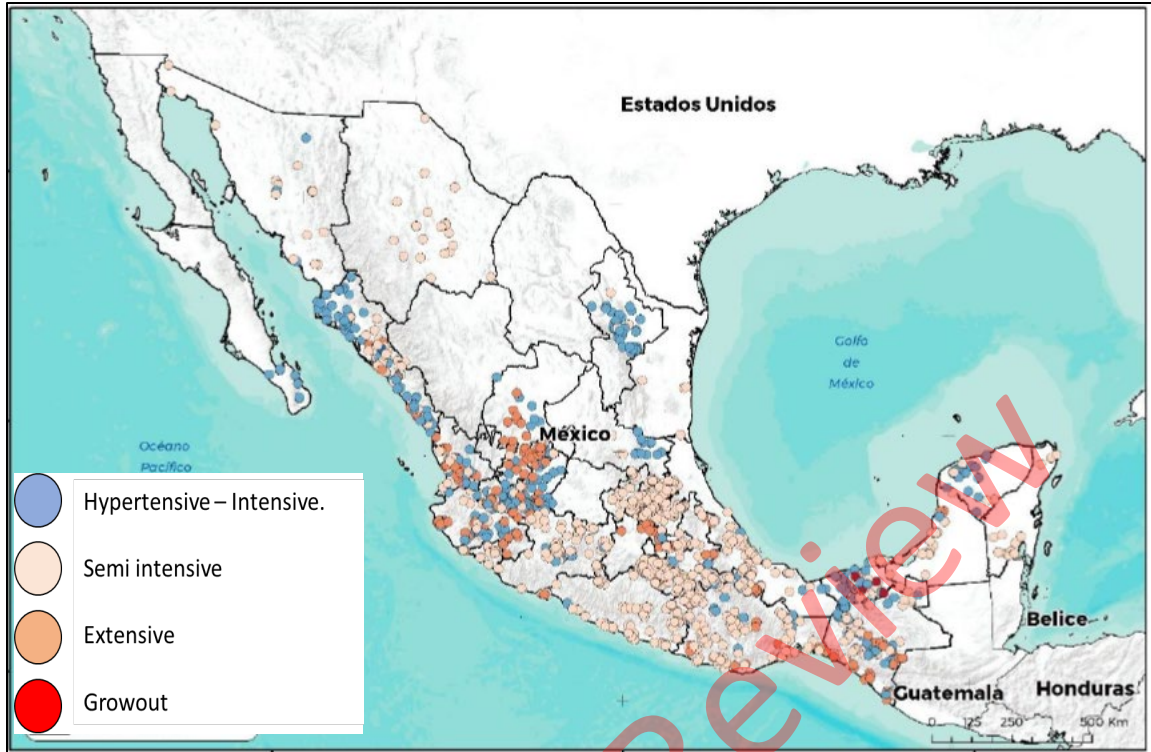 Estados Unidos
Golfo
de
México
México
Océano
Pacífico
Hypertensive – Intensive.
Semi intensive
Extensive
Growout
Belice
Guatemala
Honduras
0 125 250 500 Km
Review